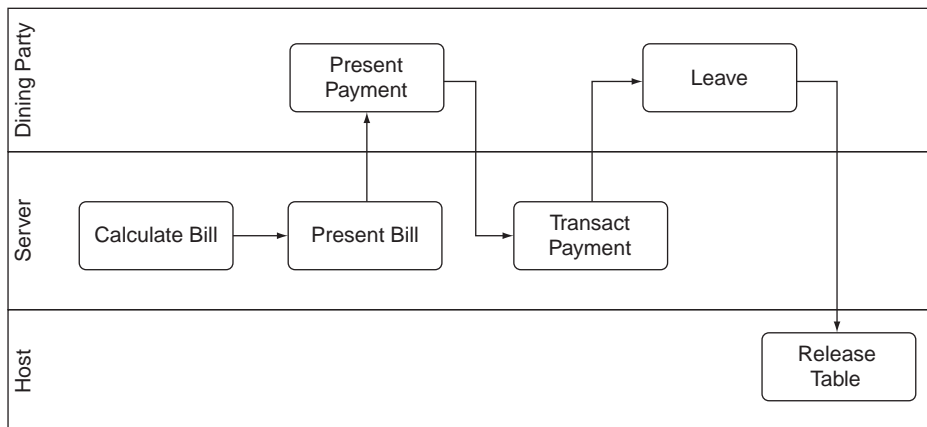 Dining Party
Present
Payment
Leave
Server
Calculate Bill
Present Bill
Transact
Payment
Host
Release
Table